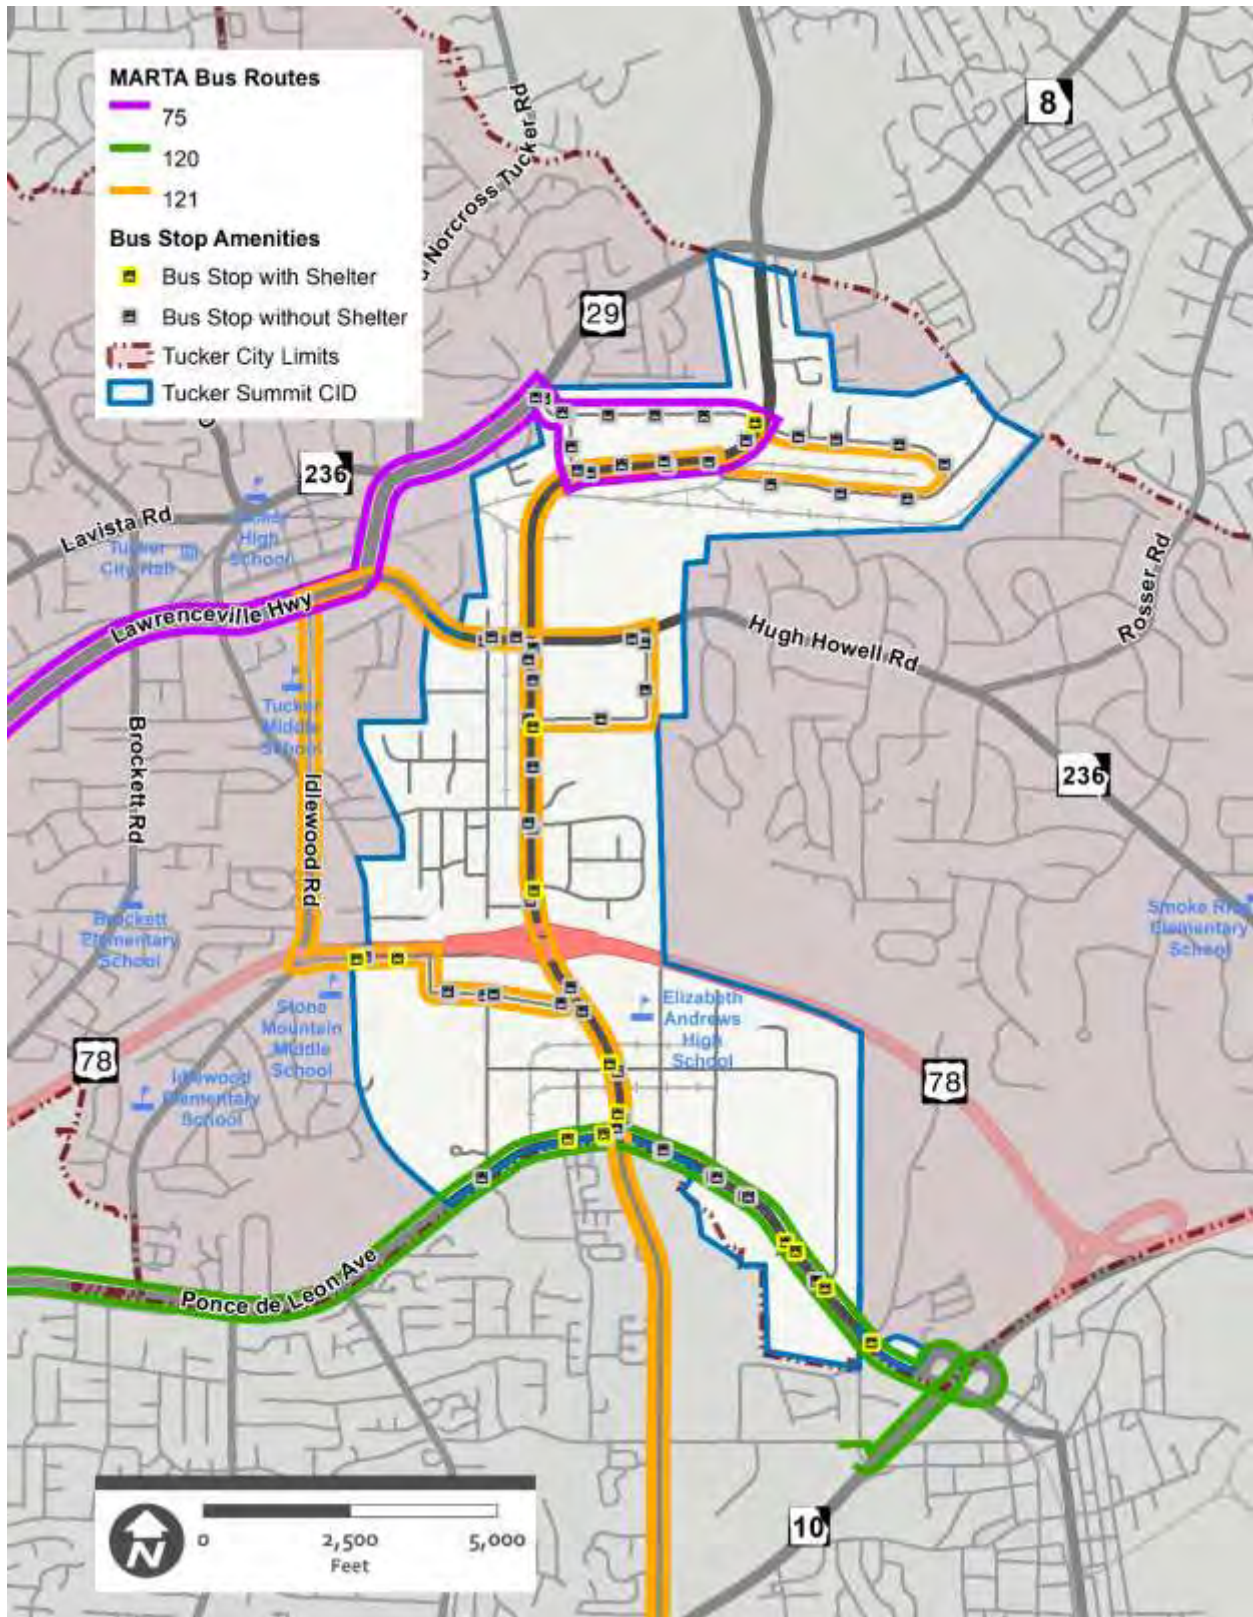 MARTA Bus Routes
75
120
121
Bus Stop Amenities
Bus Stop with Shelter
Bus Stop without Shelter
Tucker City Limits
Tucker Summit CID
Norcross Tucker Rd
8
29
236
Lavista Rd
High
School
Tucker
City Hall
Lawrenceville Hwy
Hugh Howell Rd
Rosser Rd
Tucker
Middle
School
Brockett Rd
Idlewood Rd
236
Brockett
Elementary
School
Smoke
Elementary
School
Stone
Mountain
Middle
School
Elizabeth
Andrews
High
School
78
78
Idlewood
Elementary
School
Ponce de Leon Ave
10
N
0
2,500
5,000
Feet